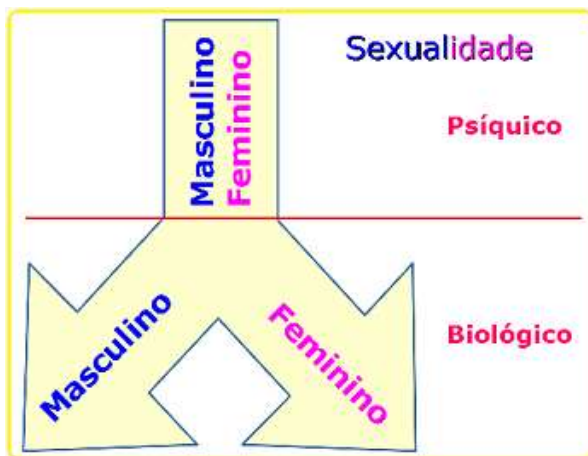 Sexualidade
Masculino
Feminino
Psíquico
Masculino
Feminino
Biológico